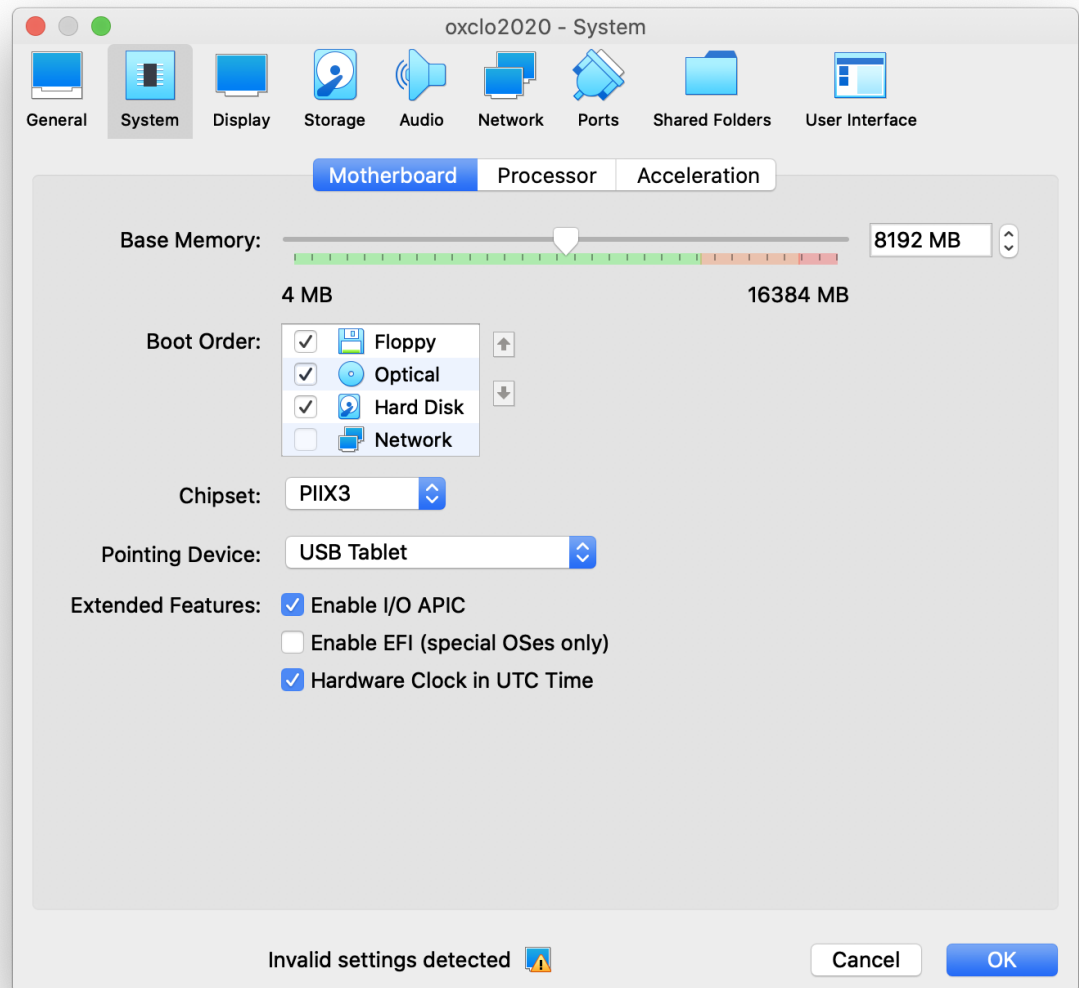 oxclo2020 - System
General System Display Storage Audio Network Ports Shared Folders User Interface
Motherboard Processor Acceleration
Base Memory: 8192 MB
4 MB 16384 MB
Boot Order: Floppy
Optical
Hard Disk
Network
Chipset: PIIX3
Pointing Device: USB Tablet
Extended Features: Enable I/O APIC
Enable EFI (special OSes only)
Hardware Clock in UTC Time
Invalid settings detected Cancel OK